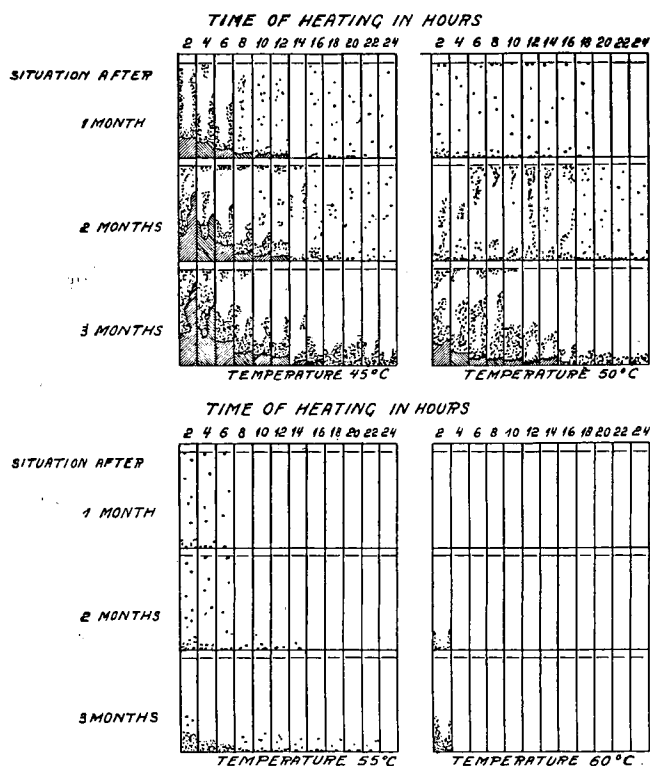 TIME OF HEATING IN HOURS
2 4 6 8 10 12 14 16 18 20 22 24
2 4 6 8 10 12 14 16 18 20 22 24
SITUATION AFTER
1 MONTH
2 MONTHS
3 MONTHS
TEMPERATURE 45°C
TEMPERATURE 50°C
TIME OF HEATING IN HOURS
2 4 6 8 10 12 14 16 18 20 22 24
2 4 6 8 10 12 14 16 18 20 22 24
SITUATION AFTER
1 MONTH
2 MONTHS
3 MONTHS
TEMPERATURE 55°C
TEMPERATURE 60°C